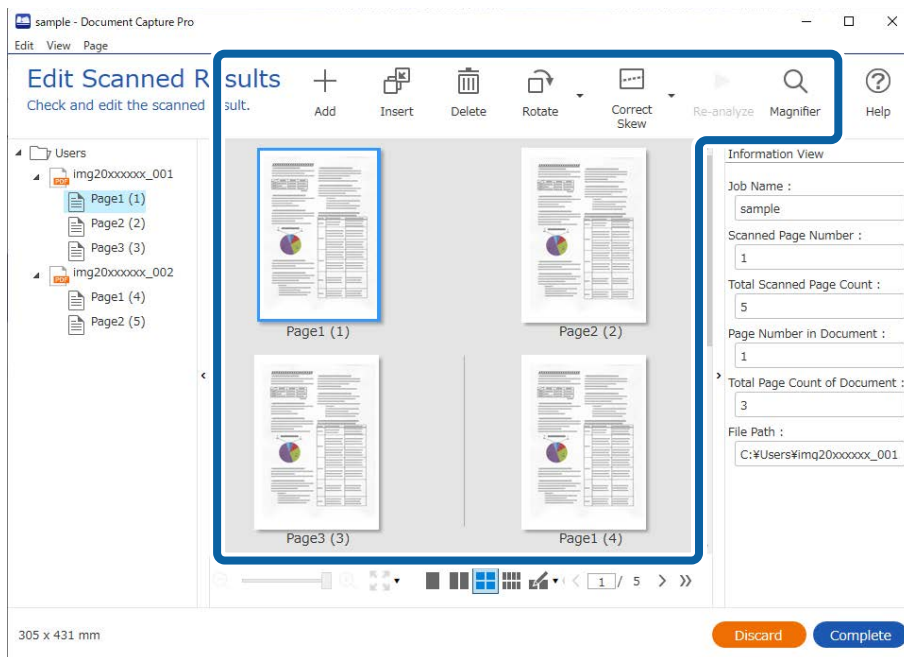 sample - Document Capture Pro
Edit View Page
Edit Scanned Results
Check and edit the scanned result.
Add
Insert
Delete
Rotate
Correct
Skew
Re-analyze
Magnifier
Help
Users
img20xxxxxx_001
Page1 (1)
Page2 (2)
Page3 (3)
img20xxxxxx_002
Page1 (4)
Page2 (5)
Page1 (1)
Page2 (2)
Page3 (3)
Page1 (4)
Information View
Job Name :
sample
Scanned Page Number :
1
Total Scanned Page Count :
5
Page Number in Document :
1
Total Page Count of Document :
3
File Path :
C:¥Users¥img20xxxxxx_001
1 / 5
305 x 431 mm
Discard
Complete